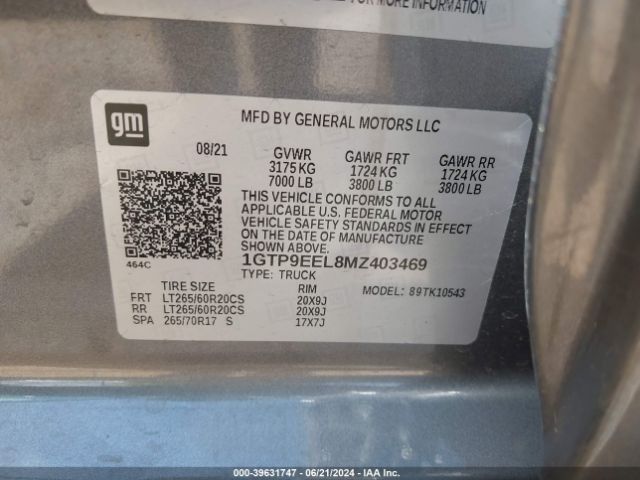 FOR MORE INFORMATION
gm
MFD BY GENERAL MOTORS LLC
08/21 GVWR GAWR FRT GAWR RR
3175 KG 1724 KG 1724 KG
7000 LB 3800 LB 3800 LB
THIS VEHICLE CONFORMS TO ALL
APPLICABLE U.S. FEDERAL MOTOR
VEHICLE SAFETY STANDARDS IN EFFECT
ON THE DATE OF MANUFACTURE
SHOWN ABOVE.
464C
1GTP9EEL8MZ403469
TYPE: TRUCK
TIRE SIZE RIM MODEL: 89TK10543
FRT LT265/60R20CS 20X9J
RR LT265/60R20CS 20X9J
SPA 265/70R17 S 17X7J
000-39631747 - 06/21/2024 - IAA Inc.